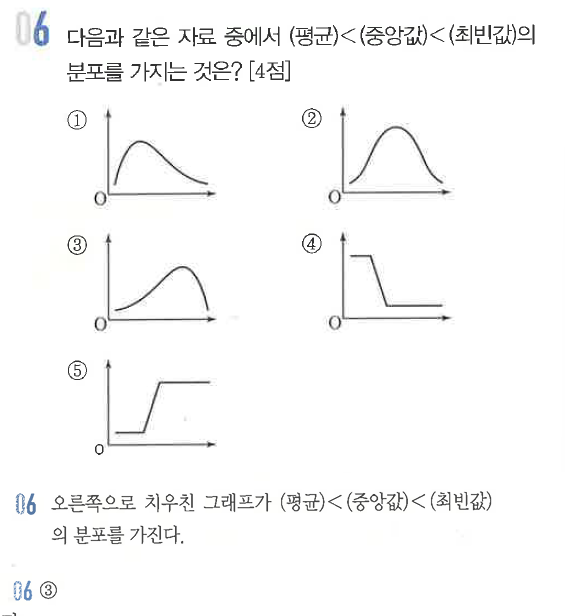 06 다음과 같은 자료 중에서 (평균)<(중앙값)<(최빈값)의
분포를 가지는 것은? [4점]
① ②
O O
③ ④
O O
⑤
O
06 오른쪽으로 치우친 그래프가 (평균)<(중앙값)<(최빈값)
의 분포를 가진다.
06 ③